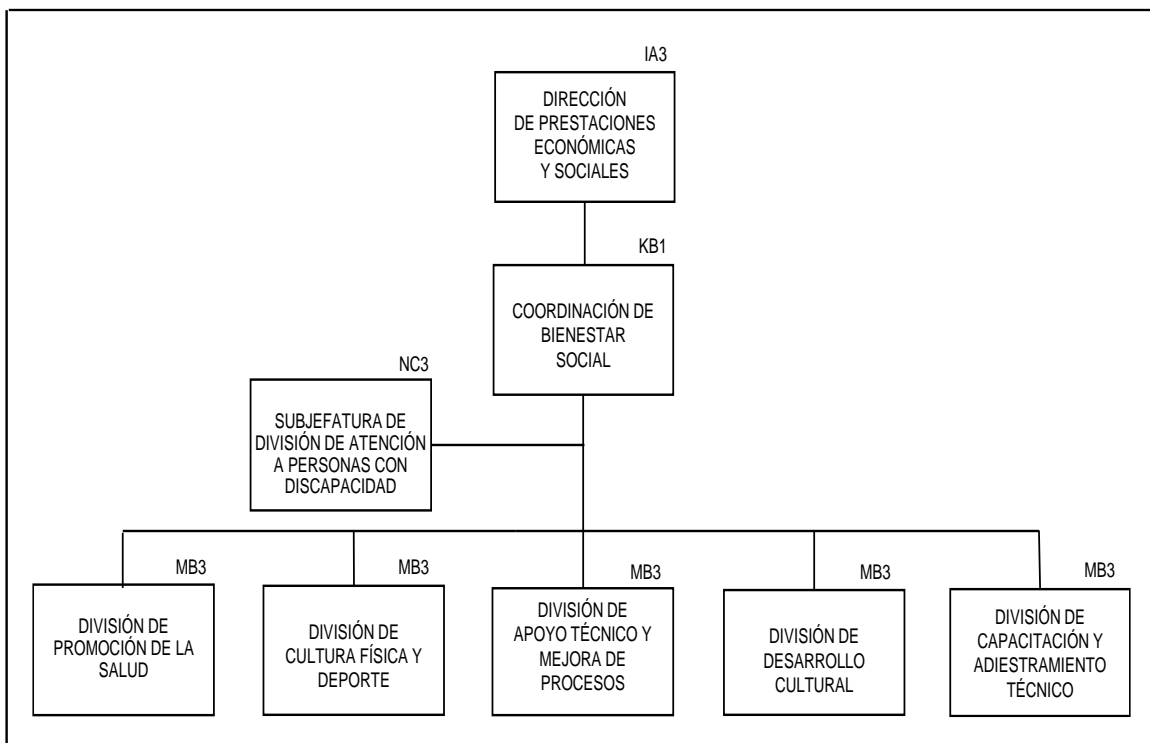 IA3
DIRECCIÓN
DE PRESTACIONES
ECONÓMICAS
Y SOCIALES
KB1
COORDINACIÓN DE
BIENESTAR
SOCIAL
NC3
SUBJEFATURA DE
DIVISIÓN DE ATENCIÓN
A PERSONAS CON
DISCAPACIDAD
MB3
DIVISIÓN DE
PROMOCIÓN DE LA
SALUD
MB3
DIVISIÓN DE
CULTURA FÍSICA Y
DEPORTE
MB3
DIVISIÓN DE
APOYO TÉCNICO Y
MEJORA DE
PROCESOS
MB3
DIVISIÓN DE
DESARROLLO
CULTURAL
MB3
DIVISIÓN DE
CAPACITACIÓN Y
ADIESTRAMIENTO
TÉCNICO